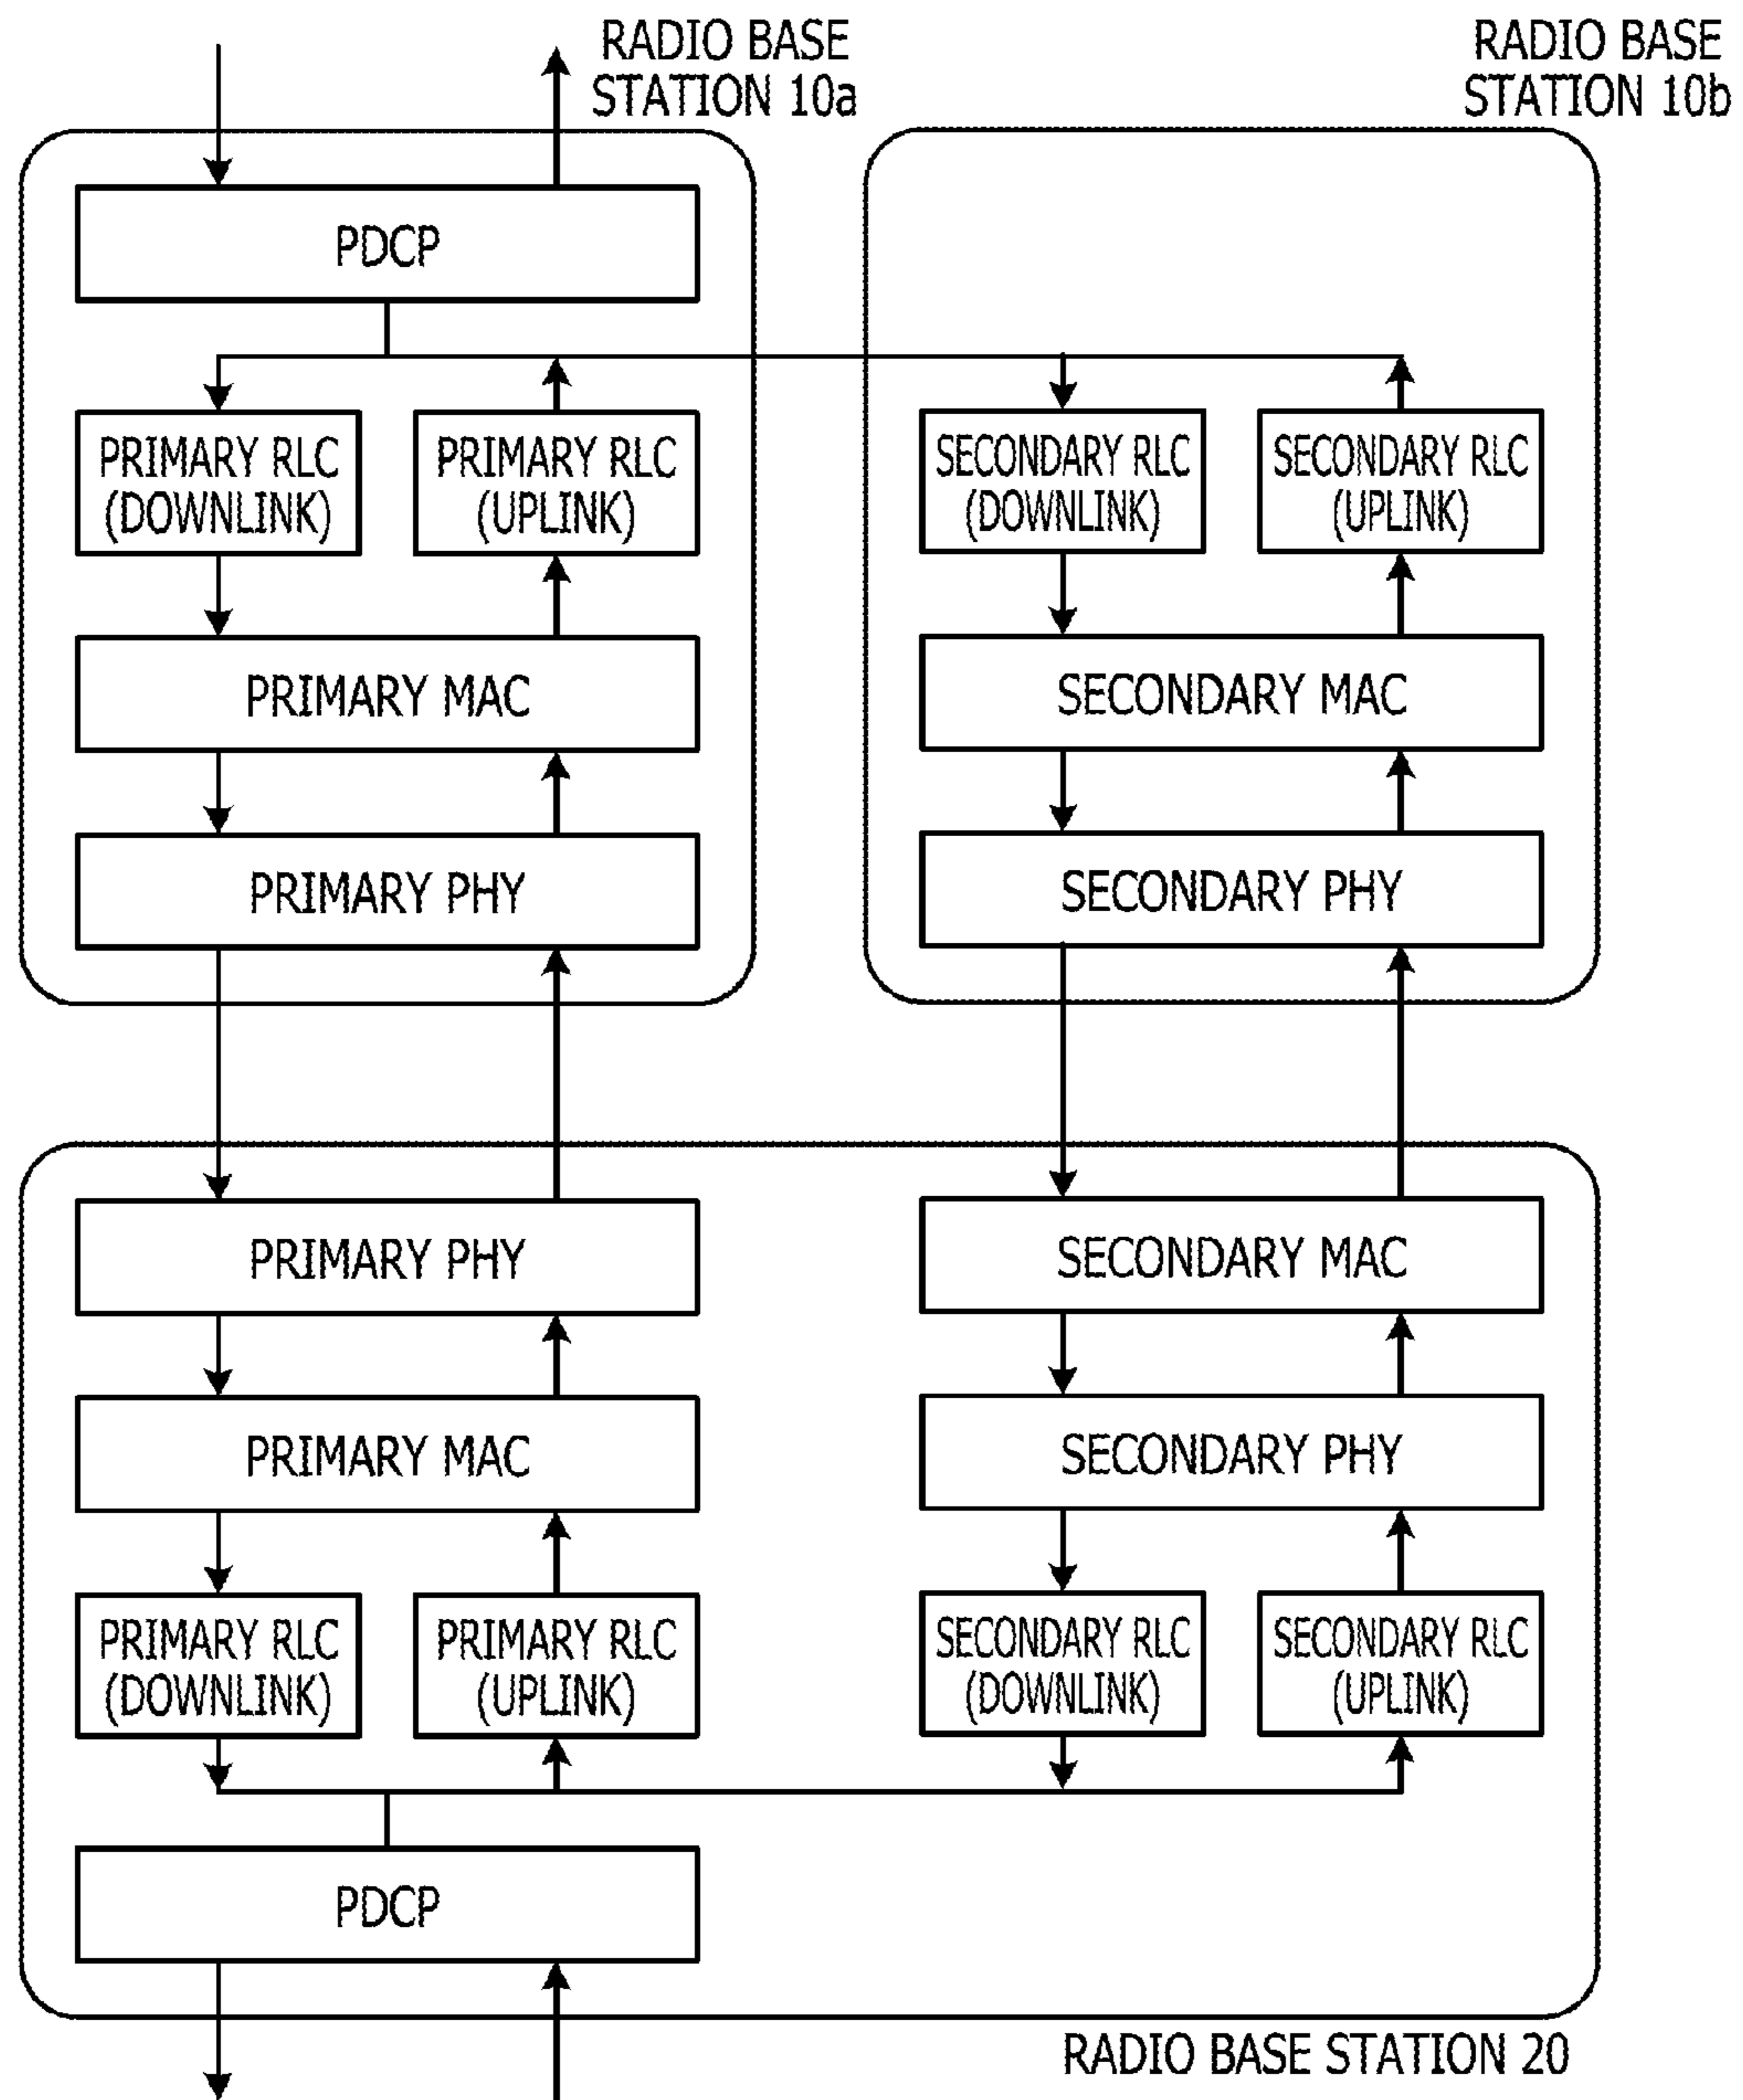 RADIO BASE
STATION 10a
RADIO BASE
STATION 10b
PDCP
PRIMARY RLC
(DOWNLINK)
PRIMARY RLC
(UPLINK)
SECONDARY RLC
(DOWNLINK)
SECONDARY RLC
(UPLINK)
PRIMARY MAC
SECONDARY MAC
PRIMARY PHY
SECONDARY PHY
PRIMARY PHY
SECONDARY MAC
PRIMARY MAC
SECONDARY PHY
PRIMARY RLC
(DOWNLINK)
PRIMARY RLC
(UPLINK)
SECONDARY RLC
(DOWNLINK)
SECONDARY RLC
(UPLINK)
PDCP
RADIO BASE STATION 20